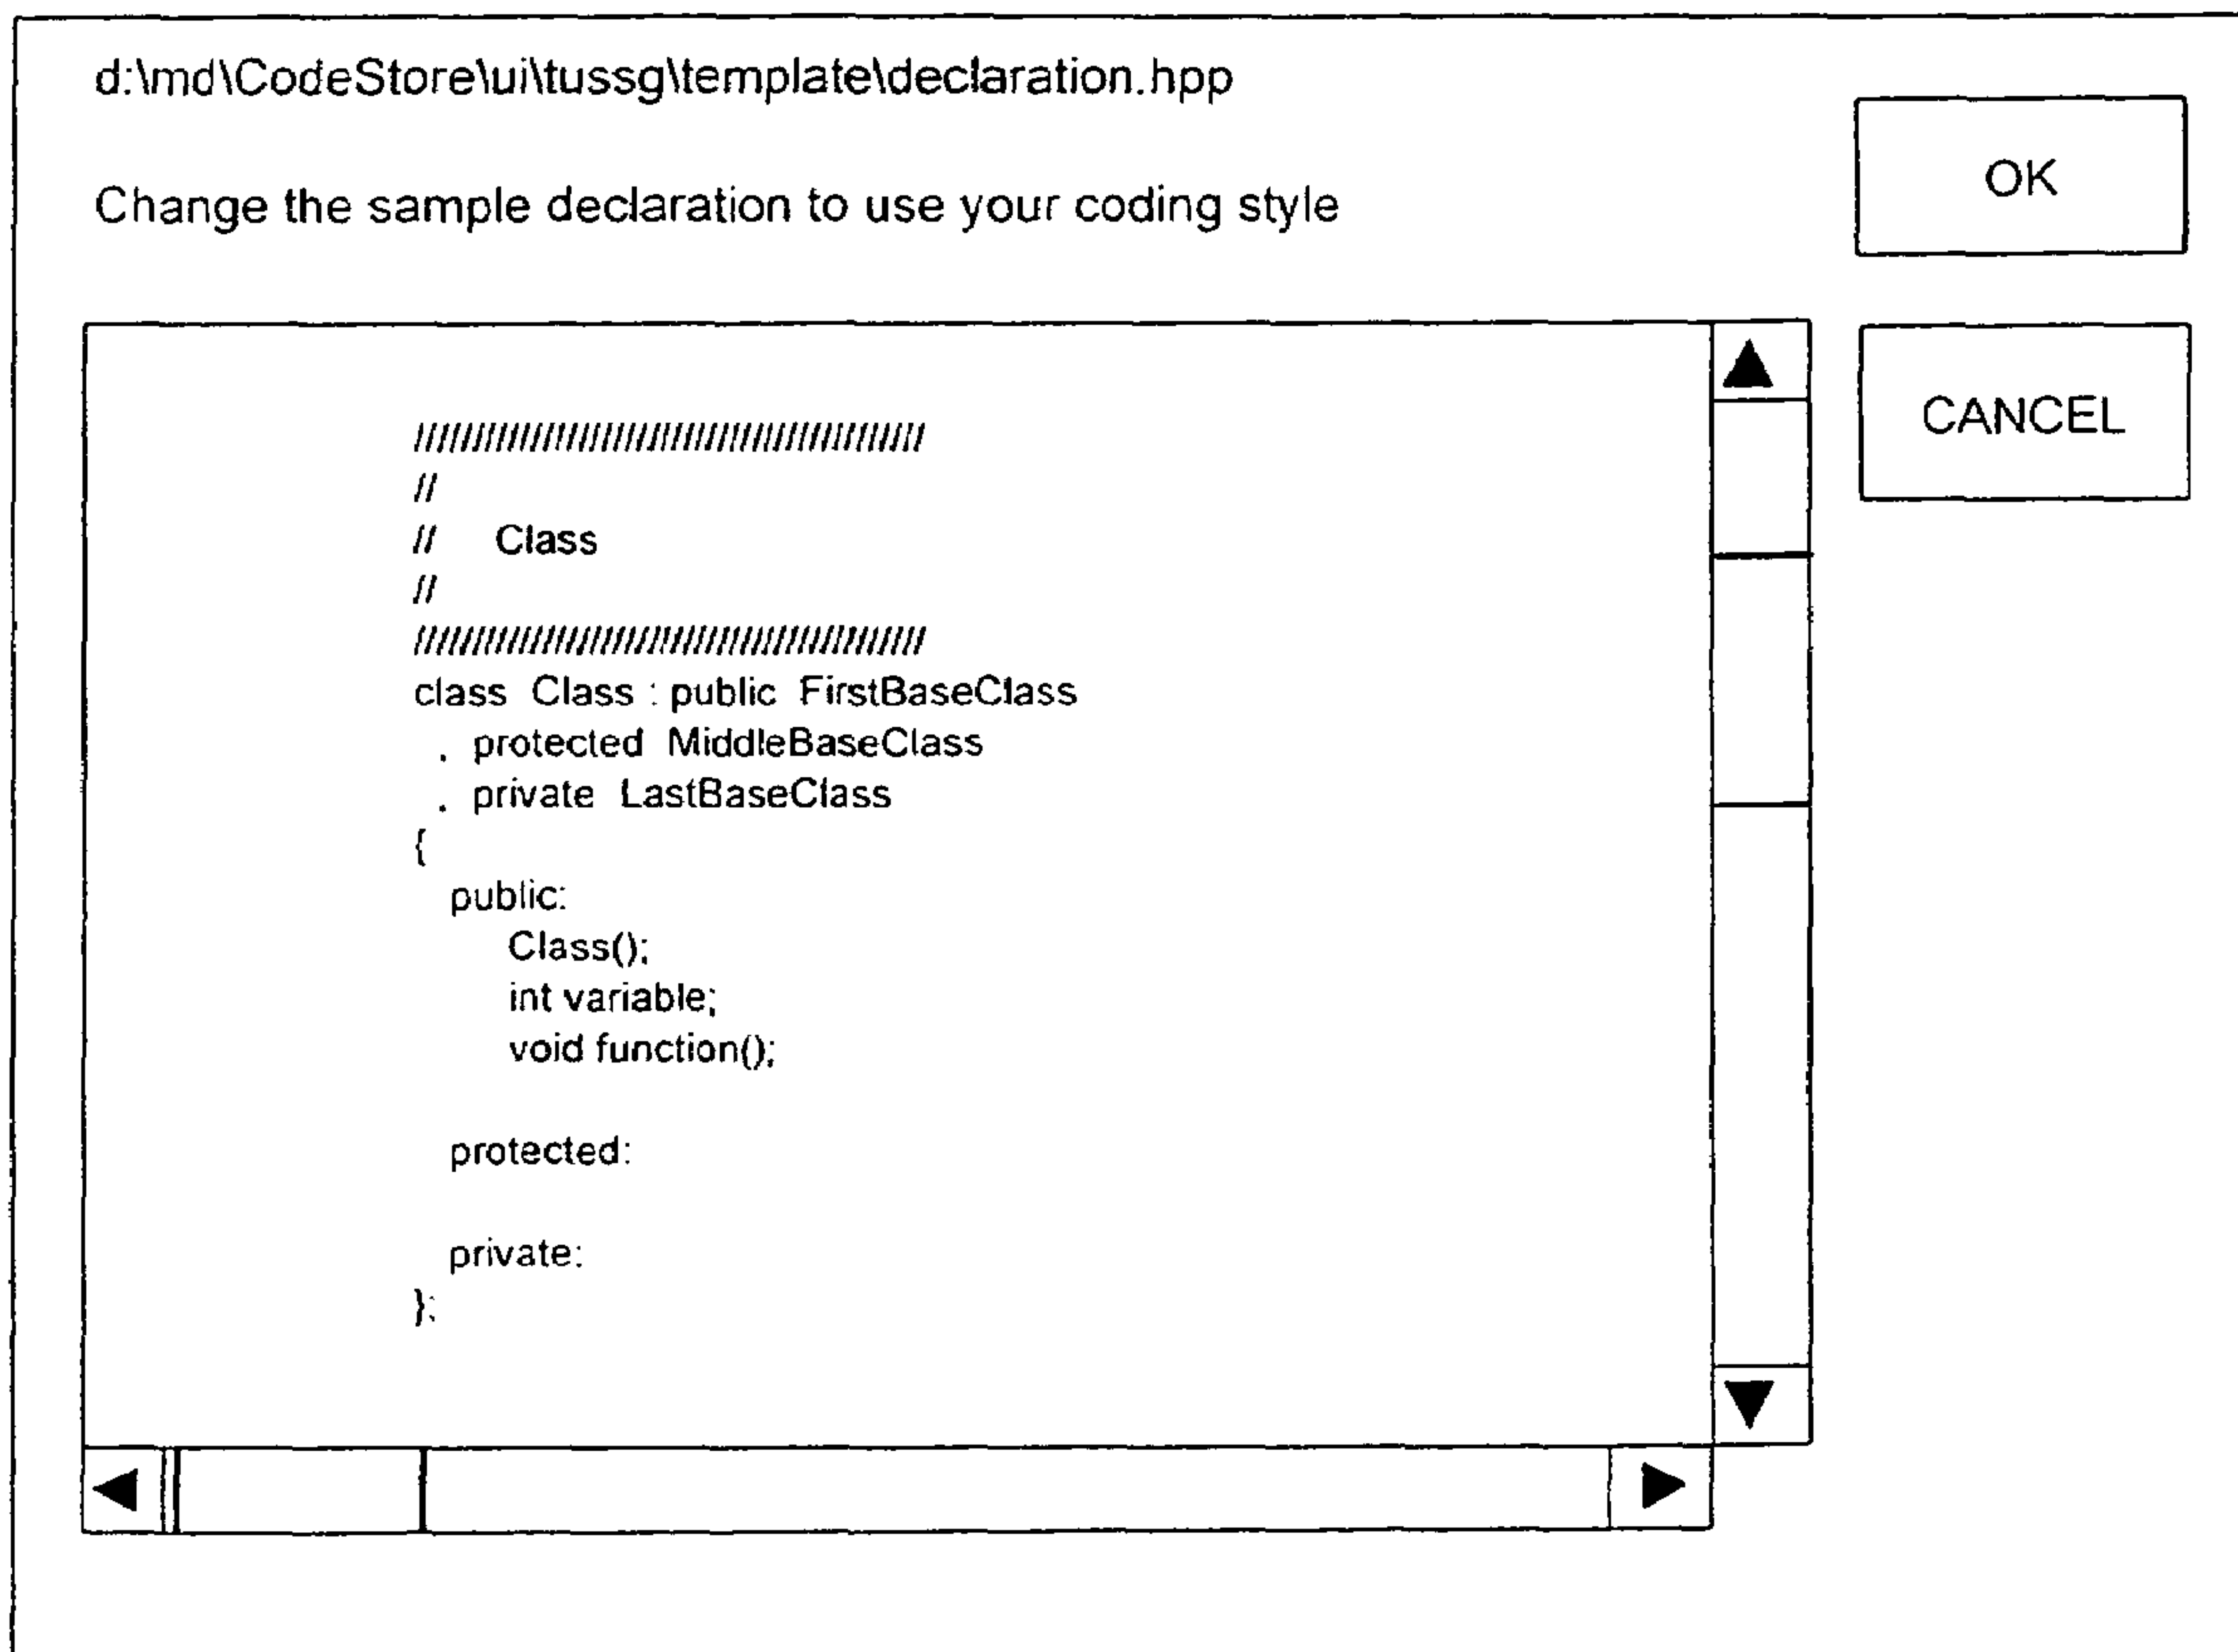 d:\md\CodeStore\ui\tussg\template\declaration.hpp
OK
Change the sample declaration to use your coding style
CANCEL
////////////////////////////////////////////
//
//   Class
//
////////////////////////////////////////////
class Class : public FirstBaseClass
, protected MiddleBaseClass
, private LastBaseClass
{
public:
Class();
int variable;
void function();
protected:
private:
};